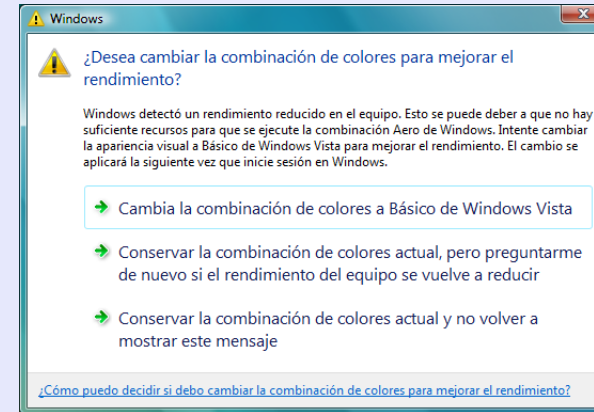 Windows
¿Desea cambiar la combinación de colores para mejorar el
rendimiento?
Windows detectó un rendimiento reducido en el equipo. Esto se puede deber a que no hay
suficiente recursos para que se ejecute la combinación Aero de Windows. Intente cambiar
la apariencia visual a Básico de Windows Vista para mejorar el rendimiento. El cambio se
aplicará la siguiente vez que inicie sesión en Windows.
Cambia la combinación de colores a Básico de Windows Vista
Conservar la combinación de colores actual, pero preguntarme
de nuevo si el rendimiento del equipo se vuelve a reducir
Conservar la combinación de colores actual y no volver a
mostrar este mensaje
¿Cómo puedo decidir si debo cambiar la combinación de colores para mejorar el rendimiento?